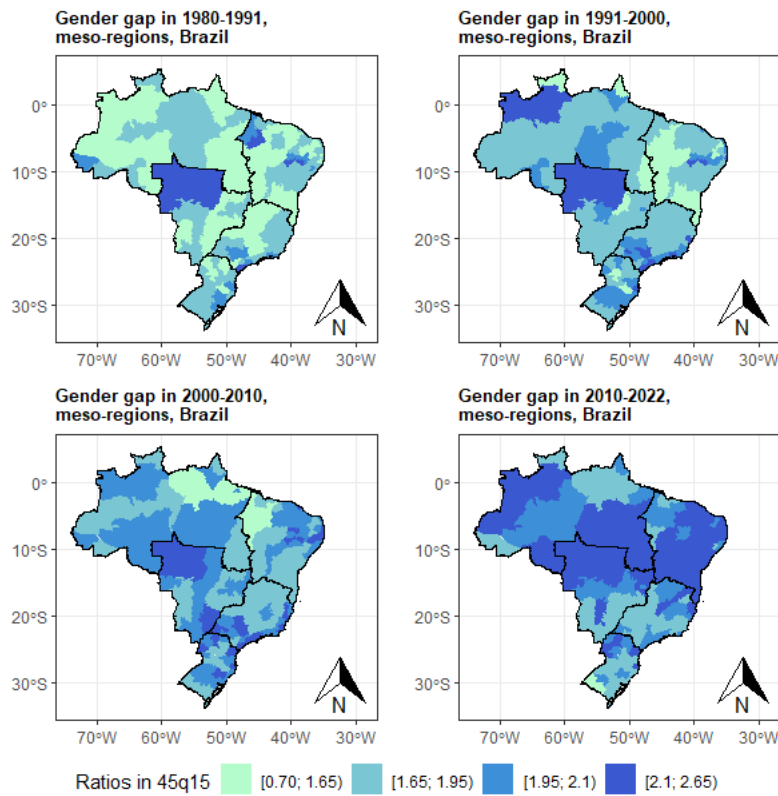 Gender gap in 1980-1991,
meso-regions, Brazil
0°
10°S
20°S
30°S
70°W 60°W 50°W 40°W 30°W
N
Gender gap in 1991-2000,
meso-regions, Brazil
0°
10°S
20°S
30°S
70°W 60°W 50°W 40°W 30°W
N
Gender gap in 2000-2010,
meso-regions, Brazil
0°
10°S
20°S
30°S
70°W 60°W 50°W 40°W 30°W
N
Gender gap in 2010-2022,
meso-regions, Brazil
0°
10°S
20°S
30°S
70°W 60°W 50°W 40°W 30°W
N
Ratios in 45q15 [0.70; 1.65) [1.65; 1.95) [1.95; 2.1) [2.1; 2.65)